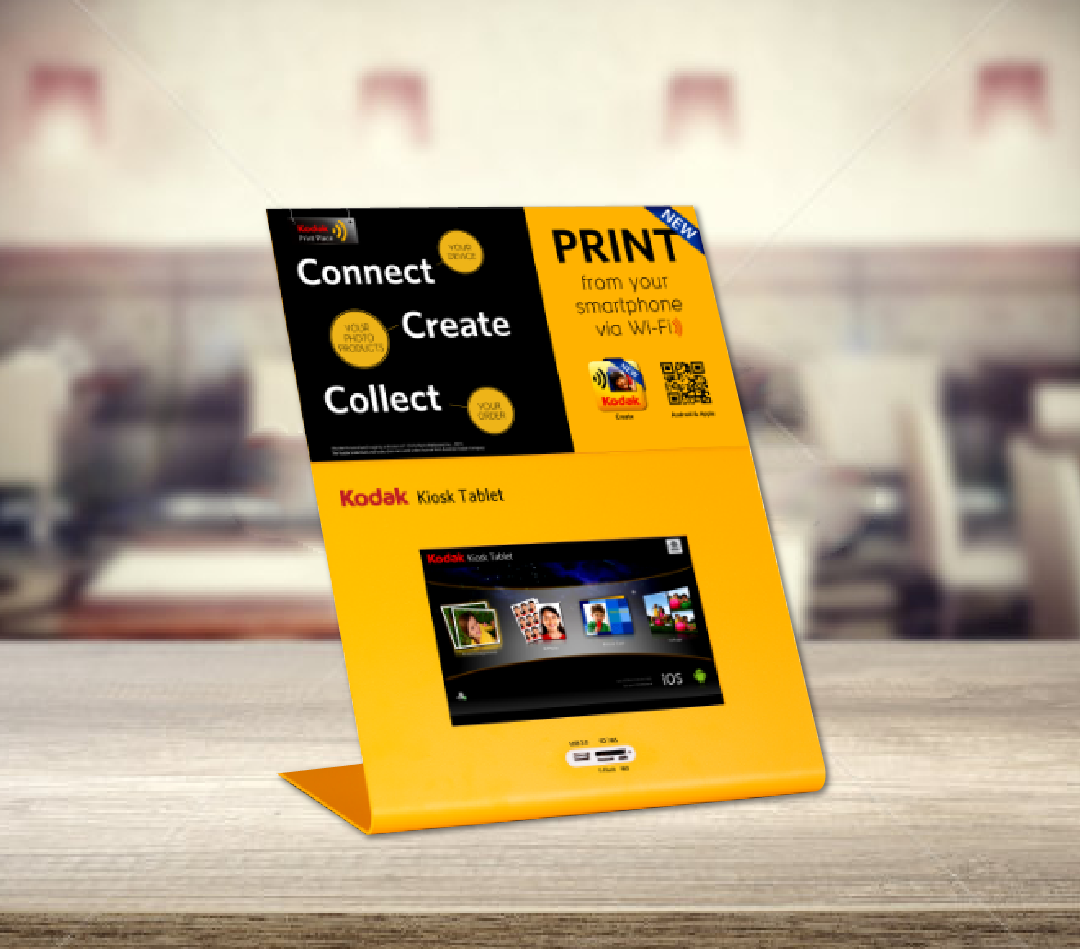 Kodak
Print Place
Connect
YOUR
DEVICE
YOUR
PHOTO
PRODUCTS
Create
Collect
YOUR
ORDER
NEW
PRINT
from your
smartphone
via Wi-Fi
NEW
Kodak
Create
Android & Apple
Kodak Kiosk Tablet
Kodak Kiosk Tablet
iOS